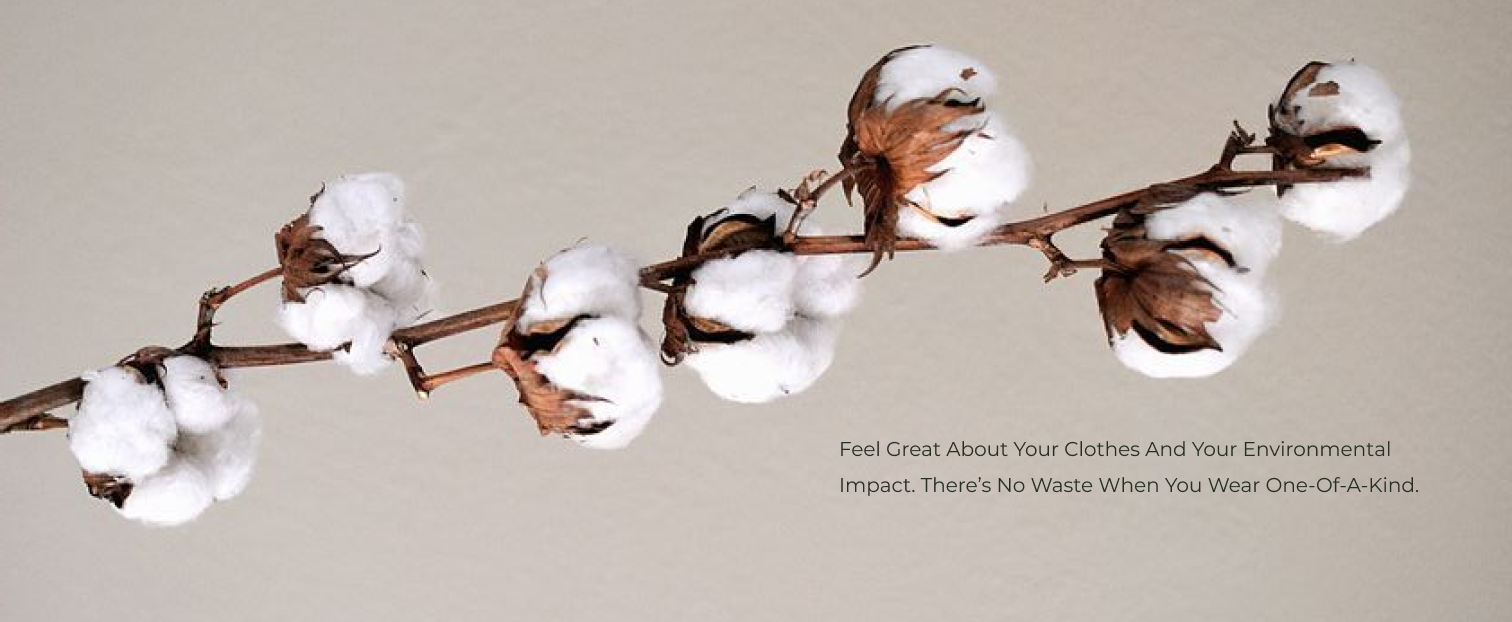 Feel Great About Your Clothes And Your Environmental
Impact. There’s No Waste When You Wear One-Of-A-Kind.